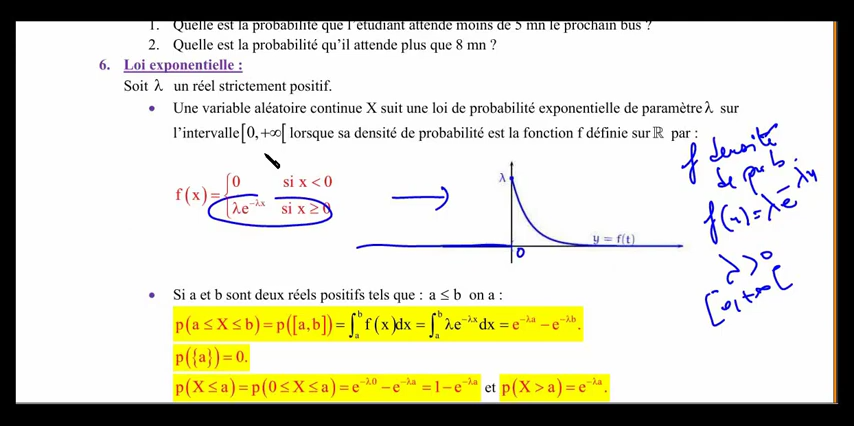 1. Quelle est la probabilité que l'étudiant attende moins de 5 mn le prochain bus ?
2. Quelle est la probabilité qu'il attende plus que 8 mn ?
6. Loi exponentielle :
Soit λ un réel strictement positif.
• Une variable aléatoire continue X suit une loi de probabilité exponentielle de paramètre λ sur
l'intervalle [0,+∞[ lorsque sa densité de probabilité est la fonction f définie sur ℝ par :
f(x)={0 si x < 0
λe^{-λx} si x ≥ 0
λ
y = f(t)
0
f densité
de prob.
f(x)=λe^{-λx}
λ>0
[0,+∞[
• Si a et b sont deux réels positifs tels que : a ≤ b on a :
p(a ≤ X ≤ b) = p([a,b]) = ∫_a^b f(x)dx = ∫_a^b λe^{-λx}dx = e^{-λa} − e^{-λb}.
p({a}) = 0.
p(X ≤ a) = p(0 ≤ X ≤ a) = e^{-λ0} − e^{-λa} = 1 − e^{-λa} et p(X > a) = e^{-λa}.